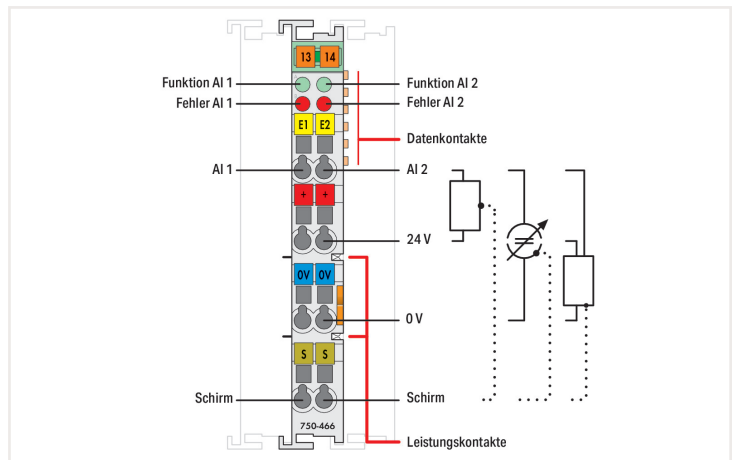 13 14
Funktion AI 1
Funktion AI 2
Fehler AI 1
Fehler AI 2
E1 E2
Datenkontakte
AI 1
AI 2
+ +
24 V
0V 0V
0 V
S S
Schirm
Schirm
750-466
Leistungskontakte